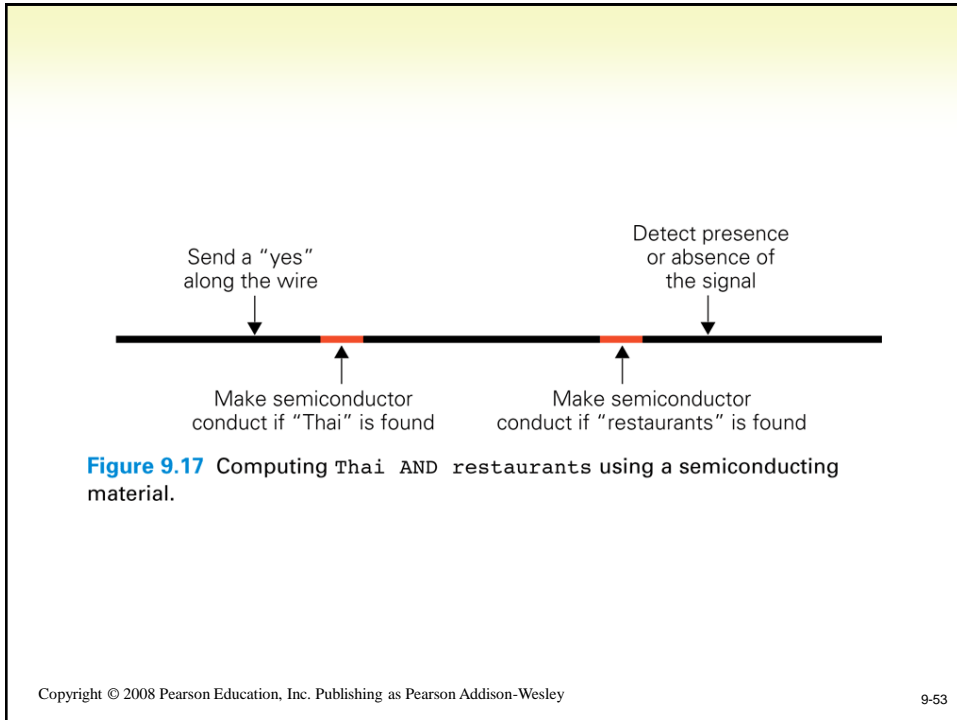 Send a “yes”
along the wire
Detect presence
or absence of
the signal
Make semiconductor
conduct if “Thai” is found
Make semiconductor
conduct if “restaurants” is found
Figure 9.17 Computing Thai AND restaurants using a semiconducting
material.
Copyright © 2008 Pearson Education, Inc. Publishing as Pearson Addison-Wesley
9-53